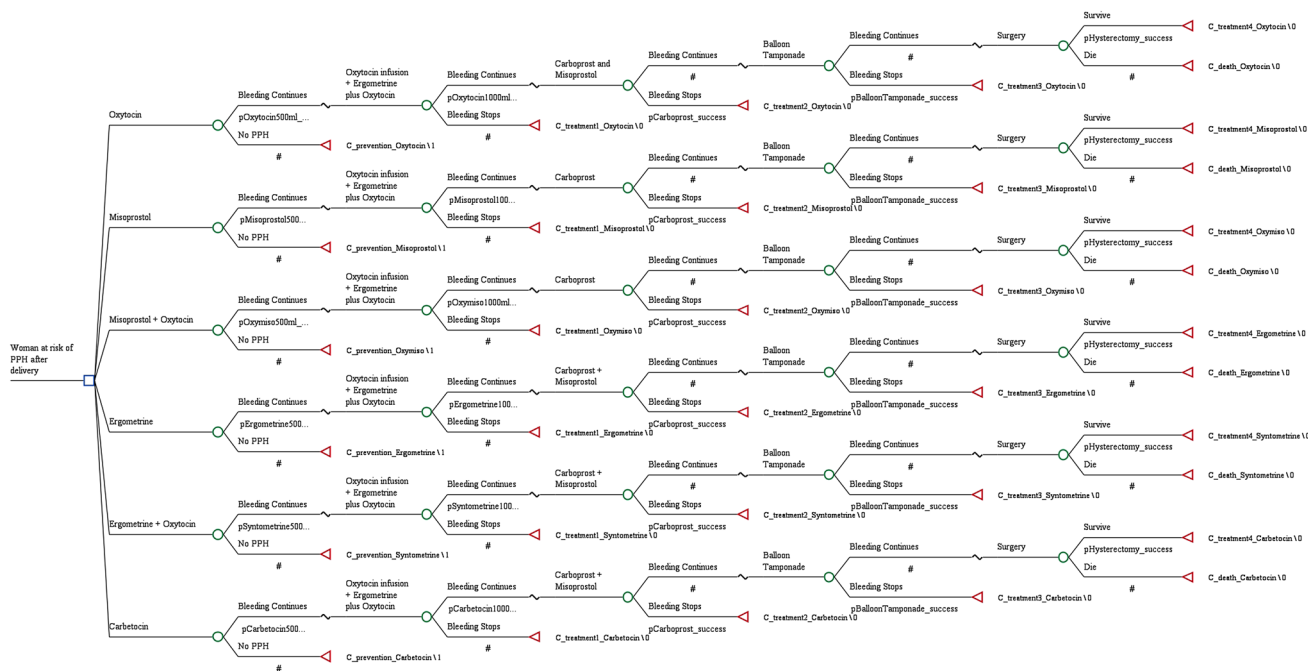 Woman at risk of
PPH after
delivery
Oxytocin
Bleeding Continues
pOxytocin500ml_...
No PPH
#
C_prevention_Oxytocin \ 1
Oxytocin infusion
+ Ergometrine
plus Oxytocin
Bleeding Continues
pOxytocin1000ml...
Bleeding Stops
#
C_treatment1_Oxytocin \ 0
Carboprost and
Misoprostol
Bleeding Continues
#
Bleeding Stops
pCarboprost_success
C_treatment2_Oxytocin \ 0
Balloon
Tamponade
Bleeding Continues
#
Bleeding Stops
pBalloonTamponade_success
C_treatment3_Oxytocin \ 0
Surgery
Survive
pHysterectomy_success
C_treatment4_Oxytocin \ 0
Die
#
C_death_Oxytocin \ 0
Misoprostol
Bleeding Continues
pMisoprostol500...
No PPH
#
C_prevention_Misoprostol \ 1
Oxytocin infusion
+ Ergometrine
plus Oxytocin
Bleeding Continues
pMisoprostol100...
Bleeding Stops
#
C_treatment1_Misoprostol \ 0
Carboprost
Bleeding Continues
#
Bleeding Stops
pCarboprost_success
C_treatment2_Misoprostol \ 0
Balloon
Tamponade
Bleeding Continues
#
Bleeding Stops
pBalloonTamponade_success
C_treatment3_Misoprostol \ 0
Surgery
Survive
pHysterectomy_success
C_treatment4_Misoprostol \ 0
Die
#
C_death_Misoprostol \ 0
Misoprostol + Oxytocin
Bleeding Continues
pOxymiso500ml_...
No PPH
#
C_prevention_Oxymiso \ 1
Oxytocin infusion
+ Ergometrine
plus Oxytocin
Bleeding Continues
pOxymiso1000ml...
Bleeding Stops
#
C_treatment1_Oxymiso \ 0
Carboprost
Bleeding Continues
#
Bleeding Stops
pCarboprost_success
C_treatment2_Oxymiso \ 0
Balloon
Tamponade
Bleeding Continues
#
Bleeding Stops
pBalloonTamponade_success
C_treatment3_Oxymiso \ 0
Surgery
Survive
pHysterectomy_success
C_treatment4_Oxymiso \ 0
Die
#
C_death_Oxymiso \ 0
Ergometrine
Bleeding Continues
pErgometrine500...
No PPH
#
C_prevention_Ergometrine \ 1
Oxytocin infusion
+ Ergometrine
plus Oxytocin
Bleeding Continues
pErgometrine100...
Bleeding Stops
#
C_treatment1_Ergometrine \ 0
Carboprost +
Misoprostol
Bleeding Continues
#
Bleeding Stops
pCarboprost_success
C_treatment2_Ergometrine \ 0
Balloon
Tamponade
Bleeding Continues
#
Bleeding Stops
pBalloonTamponade_success
C_treatment3_Ergometrine \ 0
Surgery
Survive
pHysterectomy_success
C_treatment4_Ergometrine \ 0
Die
#
C_death_Ergometrine \ 0
Ergometrine + Oxytocin
Bleeding Continues
pSyntometrine500...
No PPH
#
C_prevention_Syntometrine \ 1
Oxytocin infusion
+ Ergometrine
plus Oxytocin
Bleeding Continues
pSyntometrine100...
Bleeding Stops
#
C_treatment1_Syntometrine \ 0
Carboprost +
Misoprostol
Bleeding Continues
#
Bleeding Stops
pCarboprost_success
C_treatment2_Syntometrine \ 0
Balloon
Tamponade
Bleeding Continues
#
Bleeding Stops
pBalloonTamponade_success
C_treatment3_Syntometrine \ 0
Surgery
Survive
pHysterectomy_success
C_treatment4_Syntometrine \ 0
Die
#
C_death_Syntometrine \ 0
Carbetocin
Bleeding Continues
pCarbetocin500...
No PPH
#
C_prevention_Carbetocin \ 1
Oxytocin infusion
+ Ergometrine
plus Oxytocin
Bleeding Continues
pCarbetocin1000...
Bleeding Stops
#
C_treatment1_Carbetocin \ 0
Carboprost +
Misoprostol
Bleeding Continues
#
Bleeding Stops
pCarboprost_success
C_treatment2_Carbetocin \ 0
Balloon
Tamponade
Bleeding Continues
#
Bleeding Stops
pBalloonTamponade_success
C_treatment3_Carbetocin \ 0
Surgery
Survive
pHysterectomy_success
C_treatment4_Carbetocin \ 0
Die
#
C_death_Carbetocin \ 0